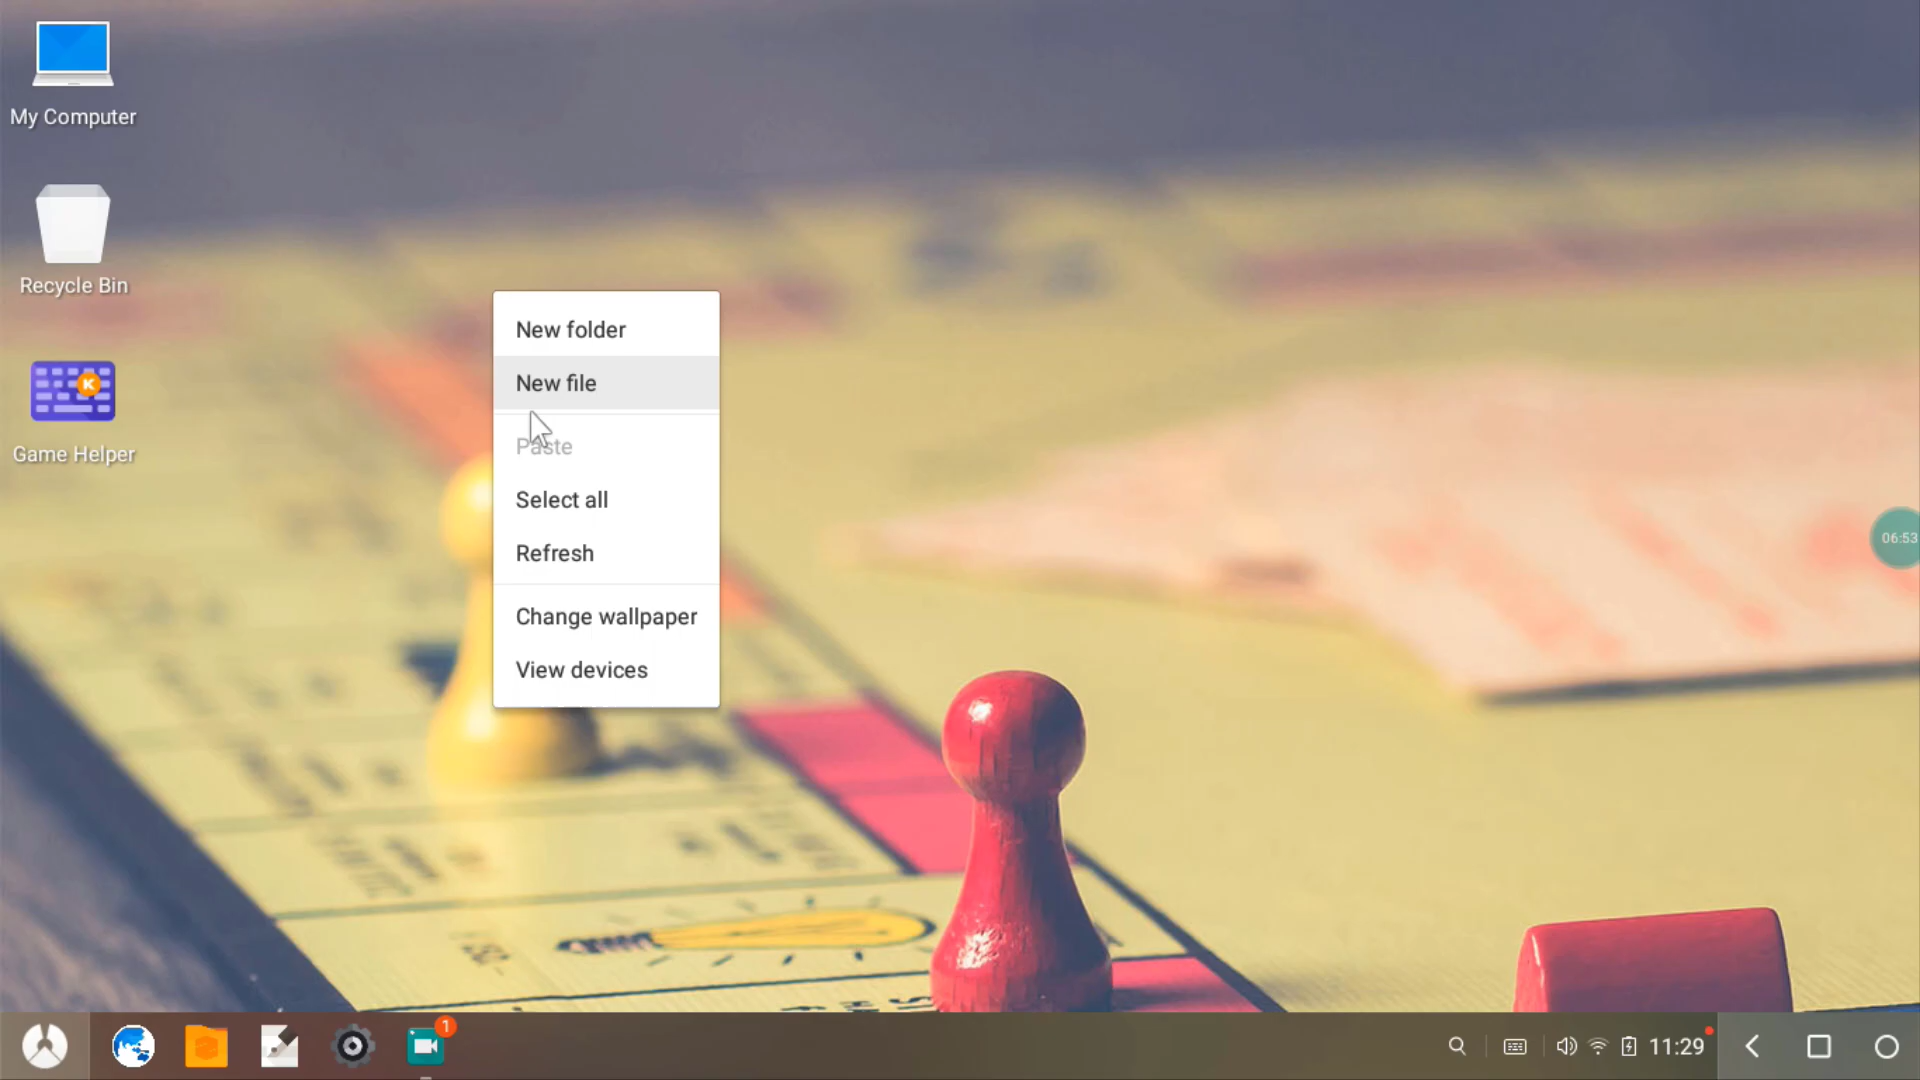 My Computer
Recycle Bin
Game Helper
New folder
New file
Paste
Select all
Refresh
Change wallpaper
View devices
06:53
1
11:29